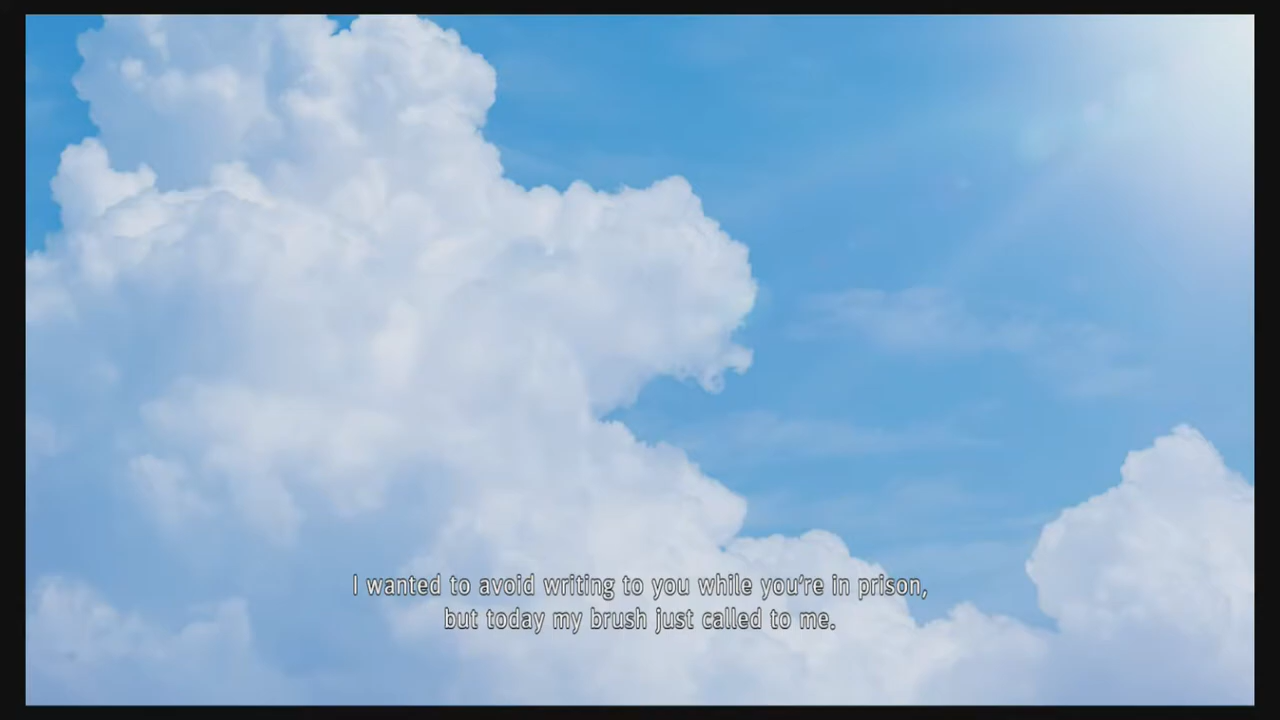 I wanted to avoid writing to you while you're in prison,
but today my brush just called to me.